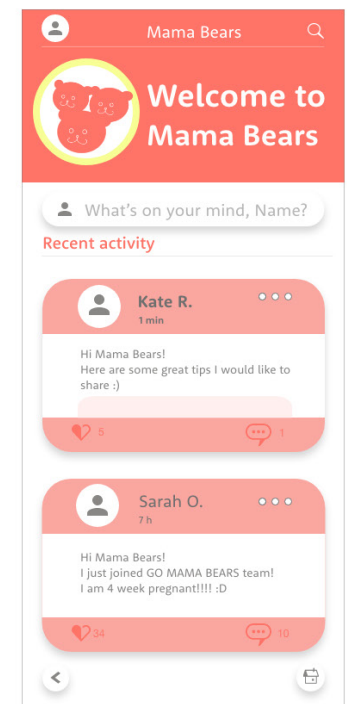 Mama Bears
Welcome to
Mama Bears
What's on your mind, Name?
Recent activity
Kate R.
1 min
Hi Mama Bears!
Here are some great tips I would like to
share :)
5
1
Sarah O.
7 h
Hi Mama Bears!
I just joined GO MAMA BEARS team!
I am 4 week pregnant!!!! :D
34
10